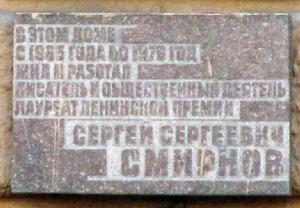 В ЭТОМ ДОМЕ
С 1965 ГОДА ПО 1976 ГОД
ЖИЛ И РАБОТАЛ
ПИСАТЕЛЬ И ОБЩЕСТВЕННЫЙ ДЕЯТЕЛЬ
ЛАУРЕАТ ЛЕНИНСКОЙ ПРЕМИИ
СЕРГЕЙ СЕРГЕЕВИЧ
СМИРНОВ